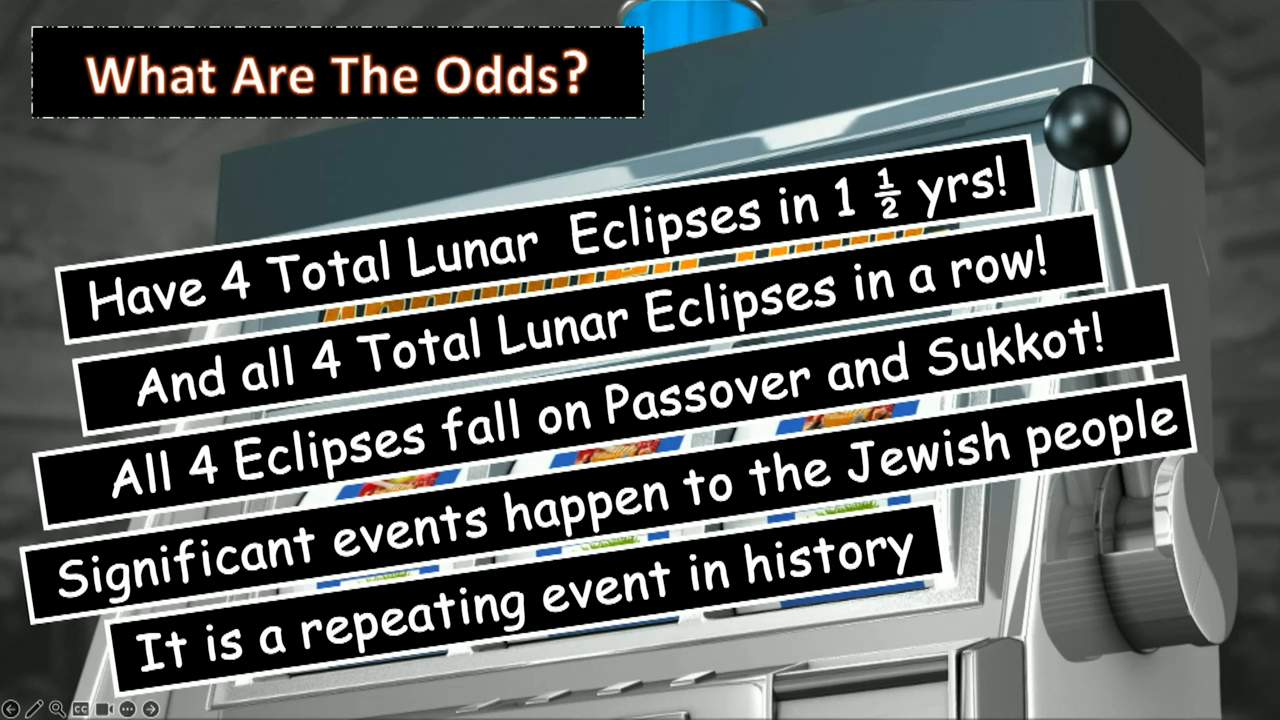 What Are The Odds?
Have 4 Total Lunar Eclipses in 1 ½ yrs!
And all 4 Total Lunar Eclipses in a row!
All 4 Eclipses fall on Passover and Sukkot!
Significant events happen to the Jewish people
It is a repeating event in history
CC